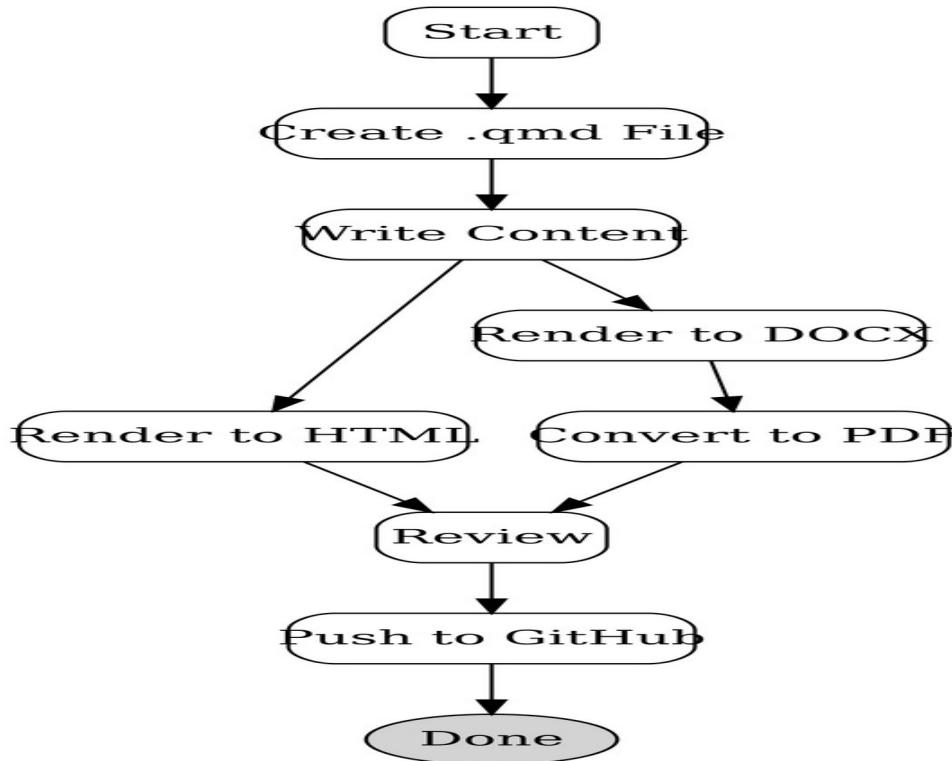 Start
Create .qmd File
Write Content
Render to DOCX
Render to HTML
Convert to PDF
Review
Push to GitHub
Done